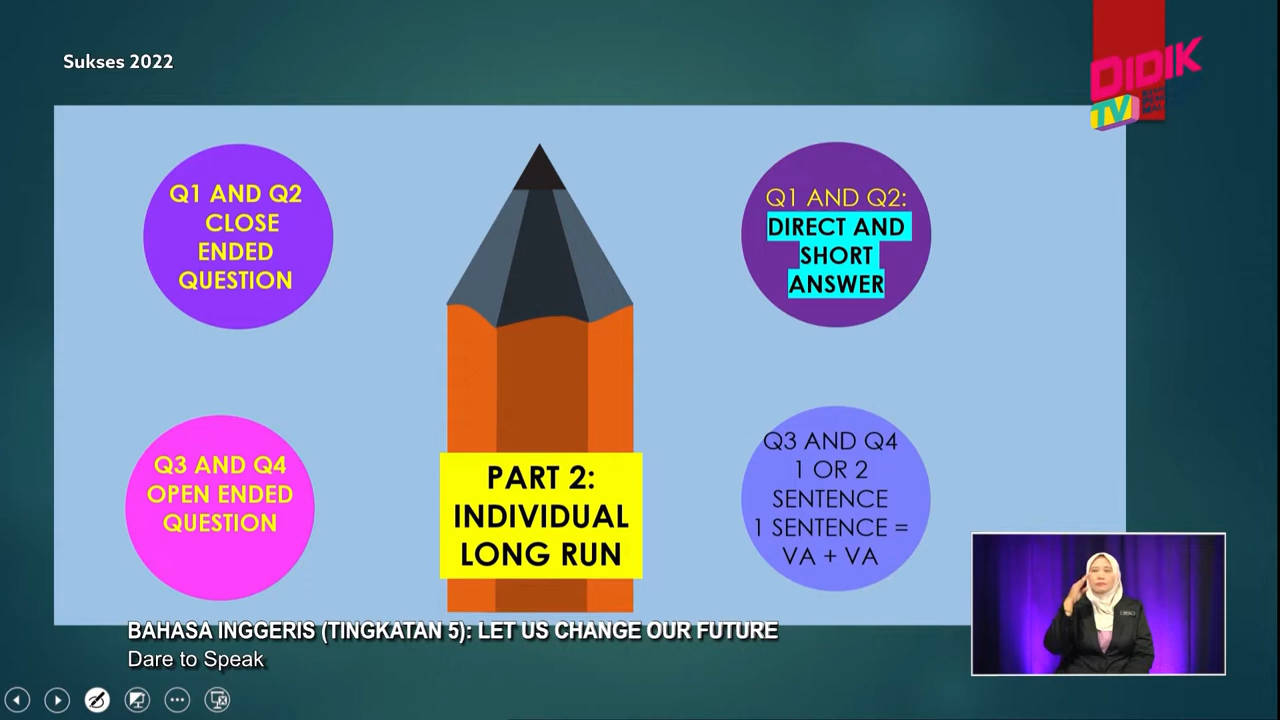 Sukses 2022
DIDIK
TV
Q1 AND Q2
CLOSE
ENDED
QUESTION
Q1 AND Q2:
DIRECT AND
SHORT
ANSWER
Q3 AND Q4
OPEN ENDED
QUESTION
PART 2:
INDIVIDUAL
LONG RUN
Q3 AND Q4
1 OR 2
SENTENCE
1 SENTENCE =
VA + VA
BAHASA INGGERIS (TINGKATAN 5): LET US CHANGE OUR FUTURE
Dare to Speak